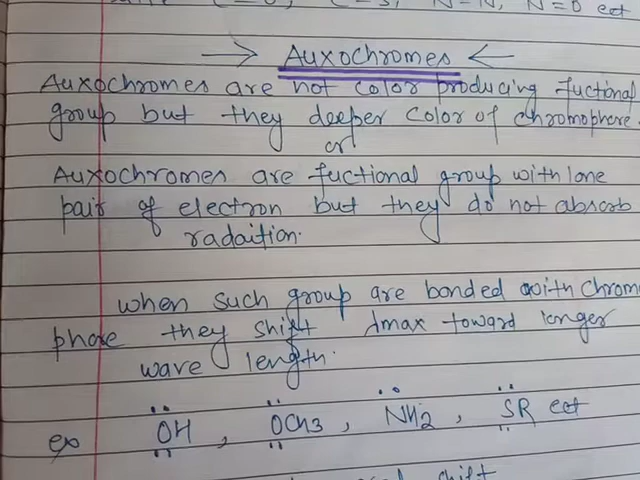 C=O, C=S, N=N, N=O ect
→ Auxochromes ←
Auxochromes are not color producing fuctional
group but they deeper color of chromophore.
or
Auxochromes are fuctional group with lone
pair of electron but they do not absorb
radaition.
when such group are bonded with chromo
phore they shift λmax toward longer
wave length.
ex ÖH, ÖCH3, N̈H2, S̈R ect
shift